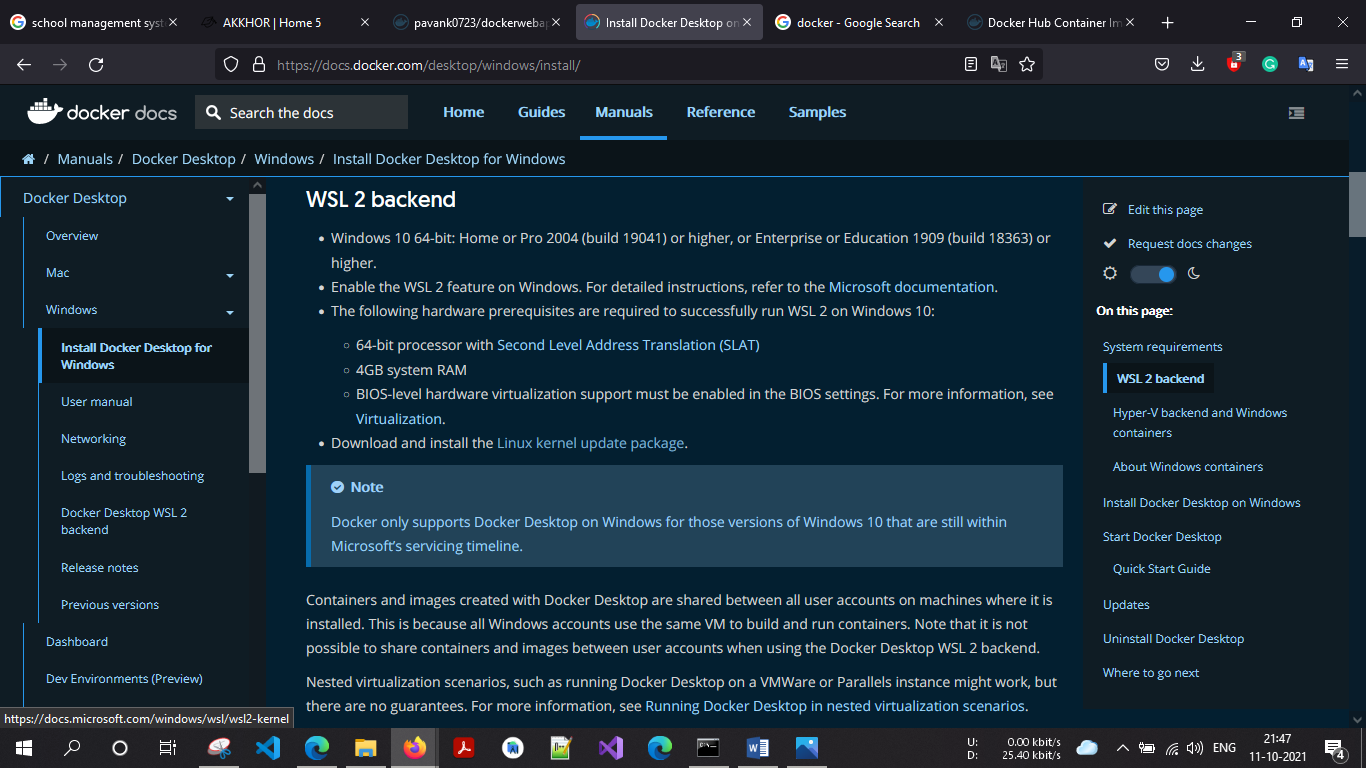 school management syst
AKKHOR | Home 5
pavank0723/dockerwebap
Install Docker Desktop on
docker - Google Search
Docker Hub Container Im
https://docs.docker.com/desktop/windows/install/
3
docker docs
Search the docs
Home
Guides
Manuals
Reference
Samples
/ Manuals / Docker Desktop / Windows / Install Docker Desktop for Windows
Docker Desktop
Overview
Mac
Windows
Install Docker Desktop for
Windows
User manual
Networking
Logs and troubleshooting
Docker Desktop WSL 2
backend
Release notes
Previous versions
Dashboard
Dev Environments (Preview)
WSL 2 backend
• Windows 10 64-bit: Home or Pro 2004 (build 19041) or higher, or Enterprise or Education 1909 (build 18363) or
higher.
• Enable the WSL 2 feature on Windows. For detailed instructions, refer to the Microsoft documentation.
• The following hardware prerequisites are required to successfully run WSL 2 on Windows 10:
◦ 64-bit processor with Second Level Address Translation (SLAT)
◦ 4GB system RAM
◦ BIOS-level hardware virtualization support must be enabled in the BIOS settings. For more information, see
Virtualization.
• Download and install the Linux kernel update package.
Note
Docker only supports Docker Desktop on Windows for those versions of Windows 10 that are still within
Microsoft's servicing timeline.
Containers and images created with Docker Desktop are shared between all user accounts on machines where it is
installed. This is because all Windows accounts use the same VM to build and run containers. Note that it is not
possible to share containers and images between user accounts when using the Docker Desktop WSL 2 backend.
Nested virtualization scenarios, such as running Docker Desktop on a VMWare or Parallels instance might work, but
there are no guarantees. For more information, see Running Docker Desktop in nested virtualization scenarios.
Edit this page
Request docs changes
On this page:
System requirements
WSL 2 backend
Hyper-V backend and Windows
containers
About Windows containers
Install Docker Desktop on Windows
Start Docker Desktop
Quick Start Guide
Updates
Uninstall Docker Desktop
Where to go next
https://docs.microsoft.com/windows/wsl/wsl2-kernel
U: 0.00 kbit/s
D: 25.40 kbit/s
ENG
21:47
11-10-2021
4